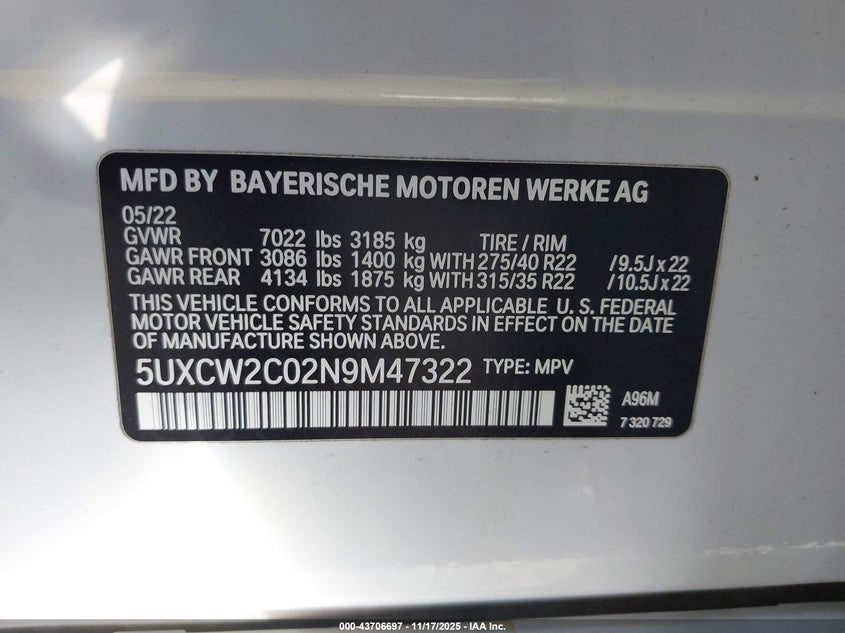 MFD BY BAYERISCHE MOTOREN WERKE AG
05/22
GVWR 7022 lbs 3185 kg TIRE / RIM
GAWR FRONT 3086 lbs 1400 kg WITH 275/40 R22 /9.5J x 22
GAWR REAR 4134 lbs 1875 kg WITH 315/35 R22 /10.5J x 22
THIS VEHICLE CONFORMS TO ALL APPLICABLE U. S. FEDERAL
MOTOR VEHICLE SAFETY STANDARDS IN EFFECT ON THE DATE
OF MANUFACTURE SHOWN ABOVE.
5UXCW2C02N9M47322 TYPE: MPV
A96M
7 320 729
000-43706697 - 11/17/2025 - IAA Inc.